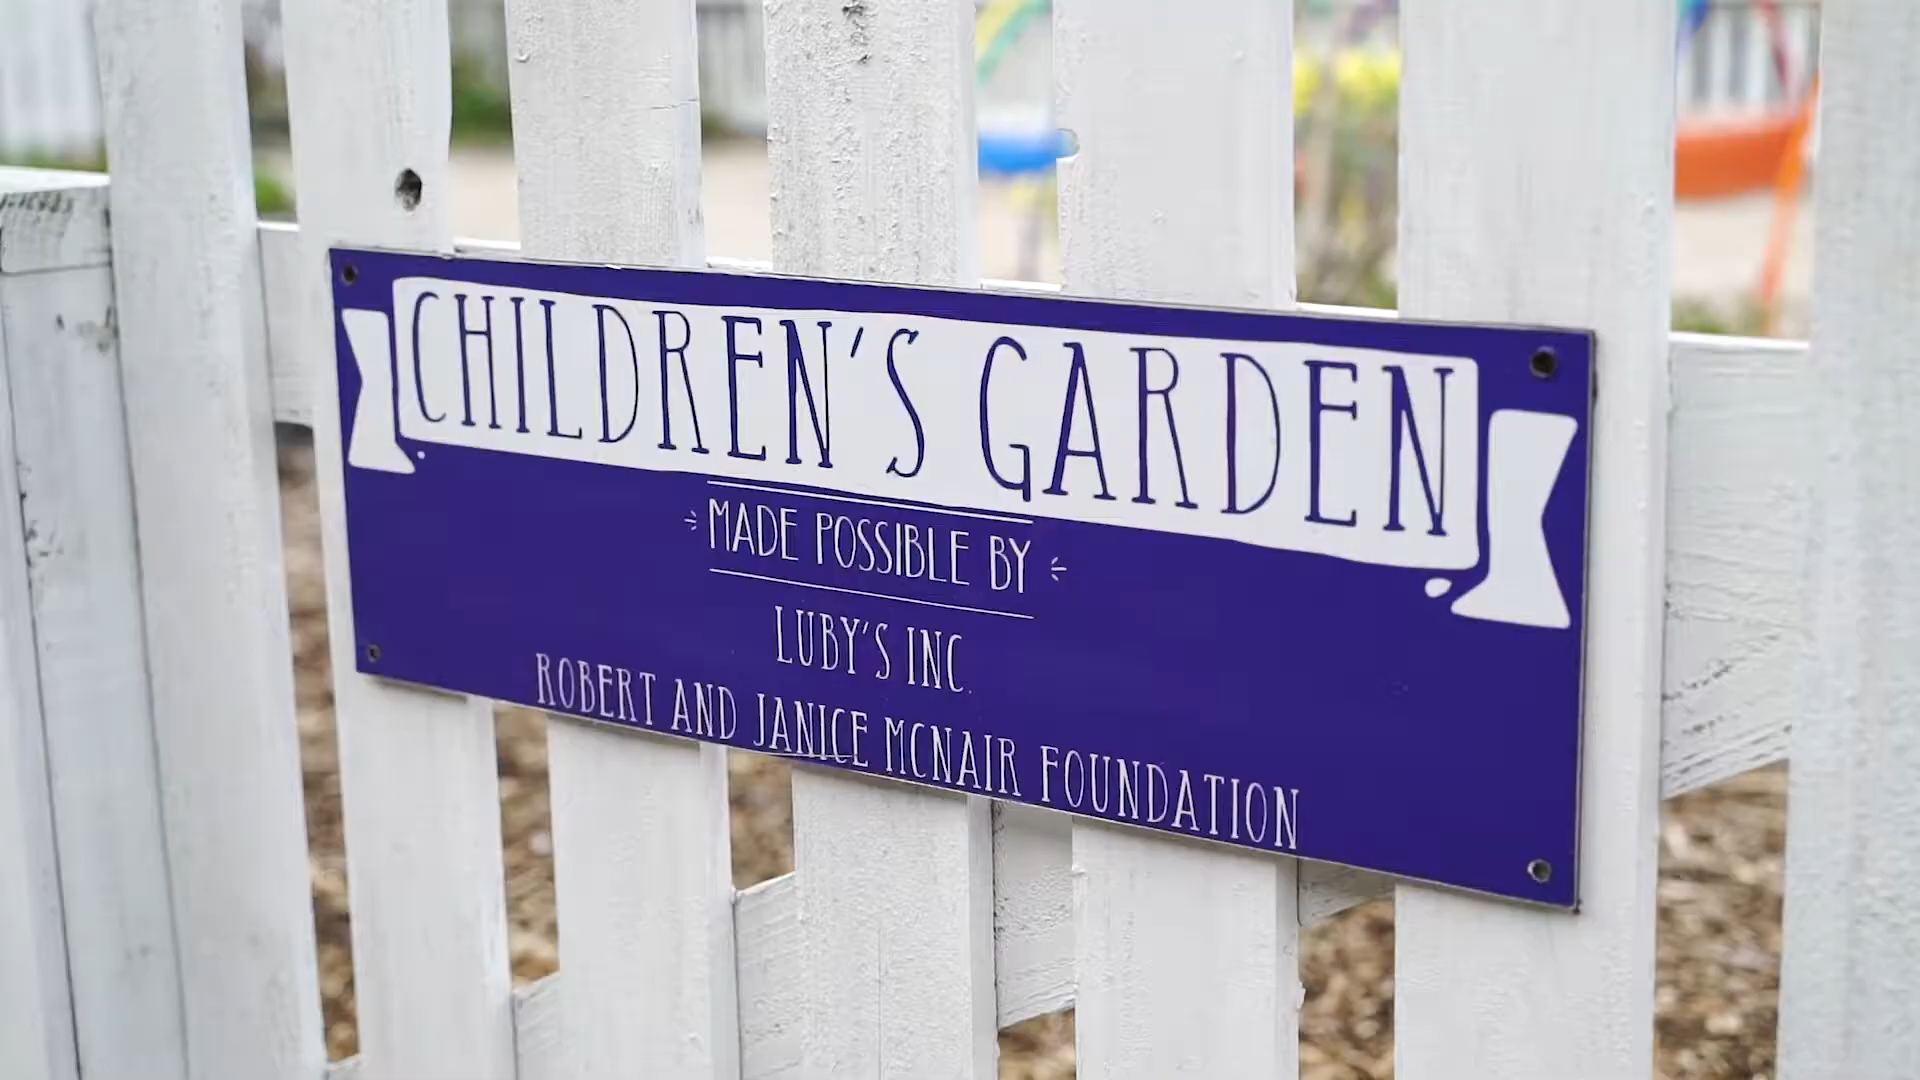 CHILDREN'S GARDEN
MADE POSSIBLE BY
LUBY'S INC.
ROBERT AND JANICE MCNAIR FOUNDATION